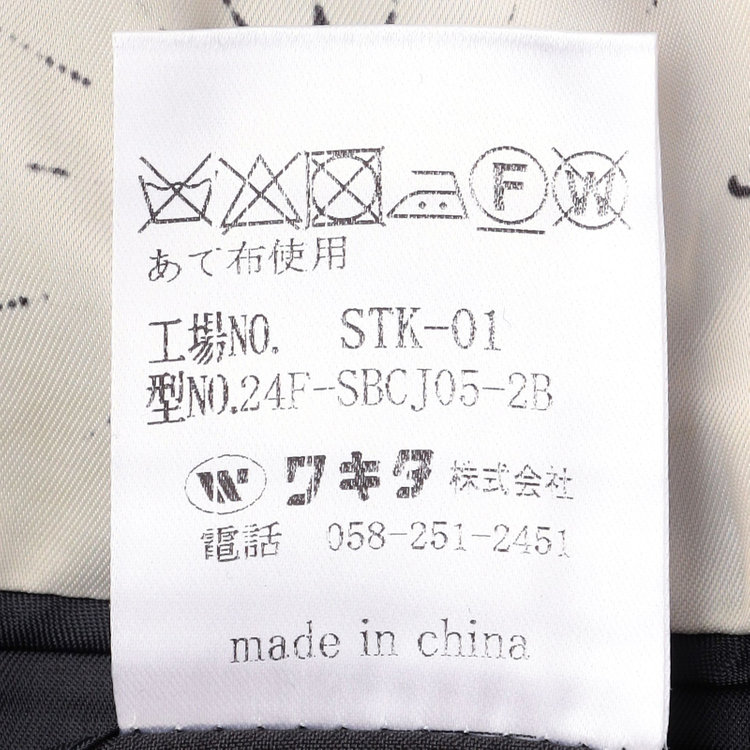 F W
あて布使用
工場NO. STK-01
型NO.24F-SBCJ05-2B
W ワキタ 株式会社
電話 058-251-2451
made in china